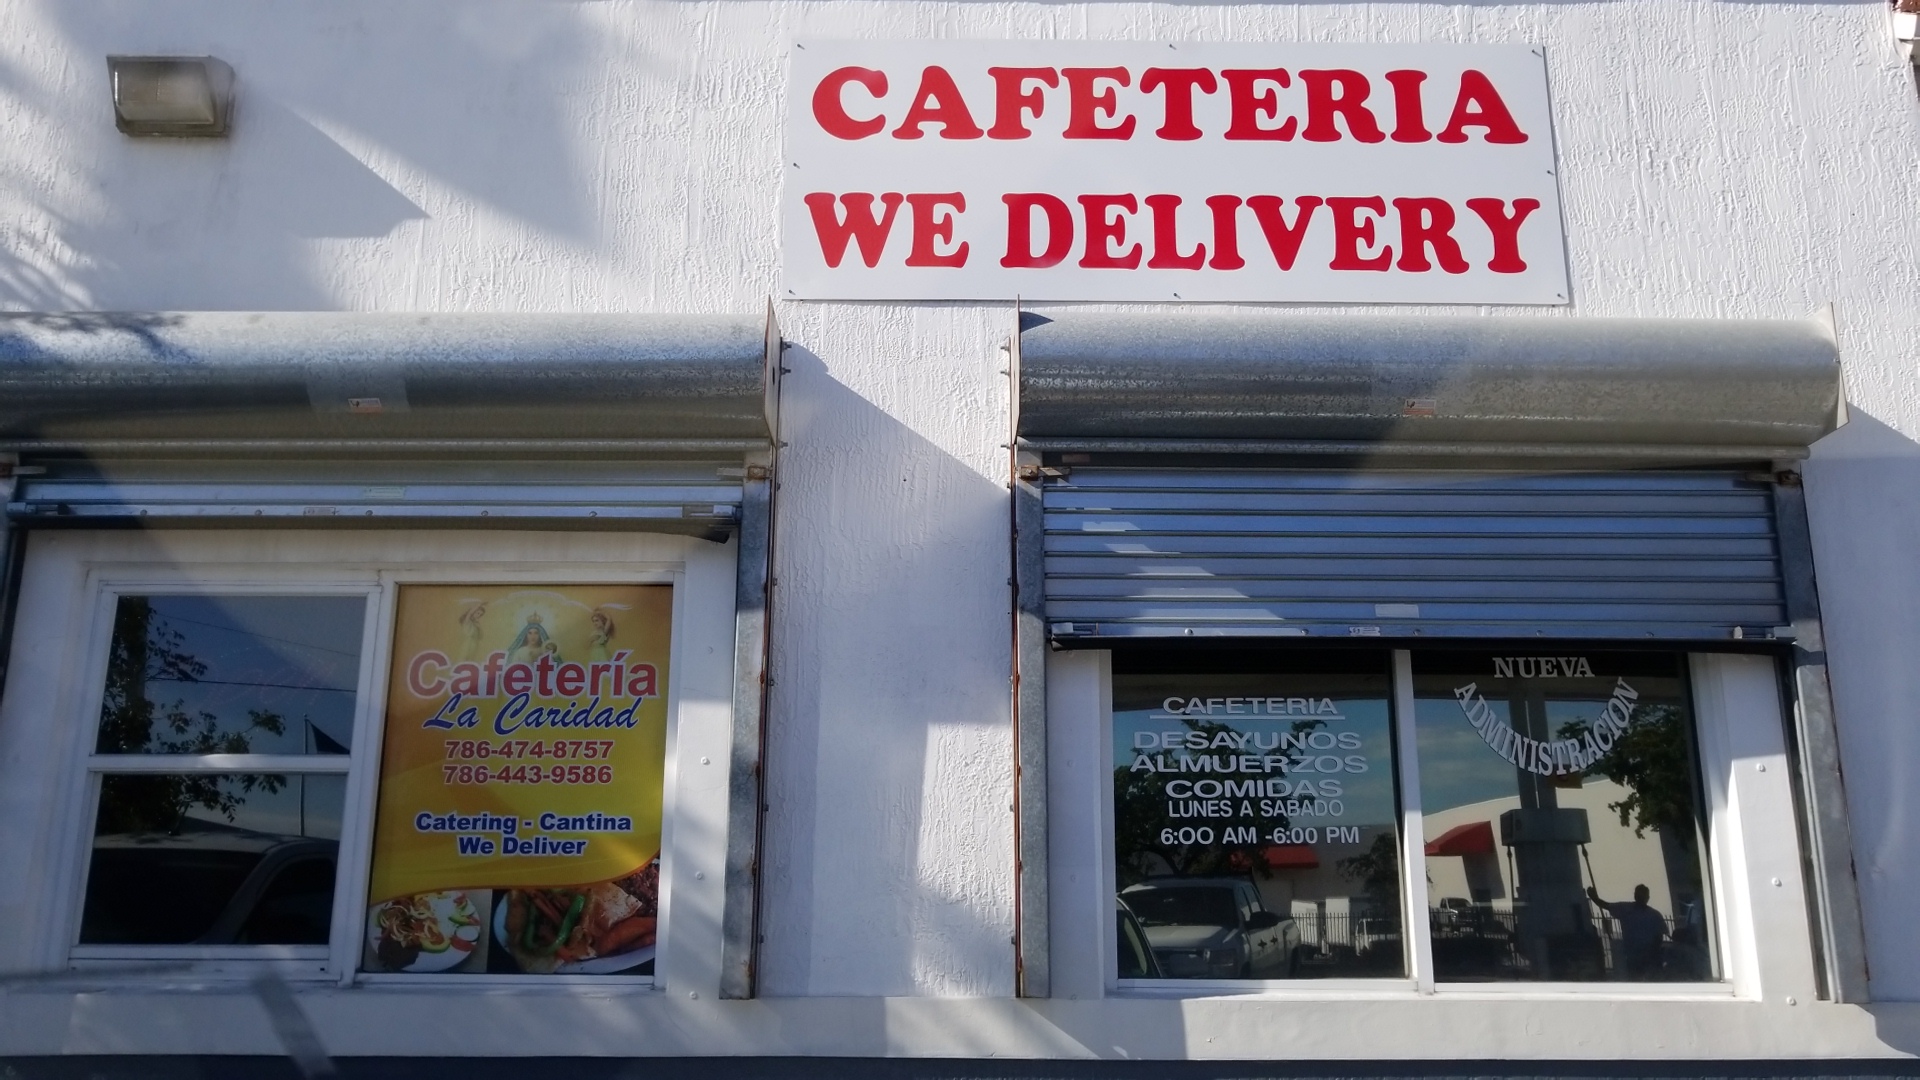 CAFETERIA
WE DELIVERY
Cafetería
La Caridad
786-474-8757
786-443-9586
Catering - Cantina
We Deliver
CAFETERIA
DESAYUNOS
ALMUERZOS
COMIDAS
LUNES A SABADO
6:00 AM -6:00 PM
NUEVA
ADMINISTRACION